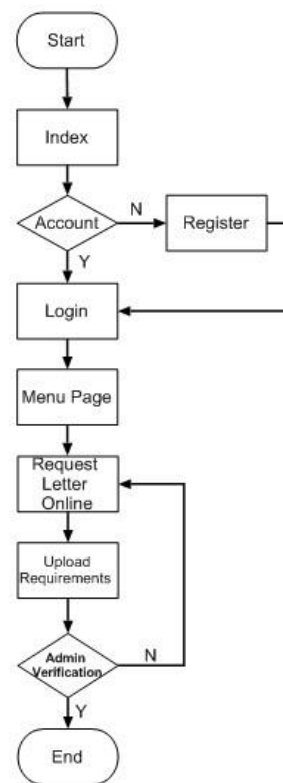 Start
Index
Account
N
Register
Y
Login
Menu Page
Request
Letter
Online
Upload
Requirements
Admin
Verification
N
Y
End